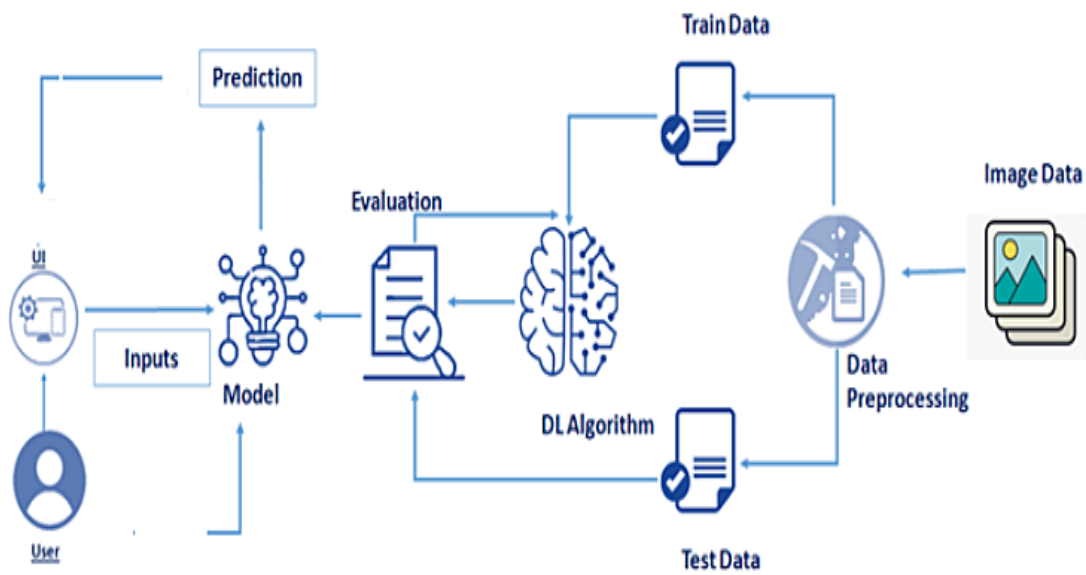 Train Data
Prediction
Image Data
Evaluation
UI
Inputs
Model
Data
Preprocessing
DL Algorithm
User
Test Data